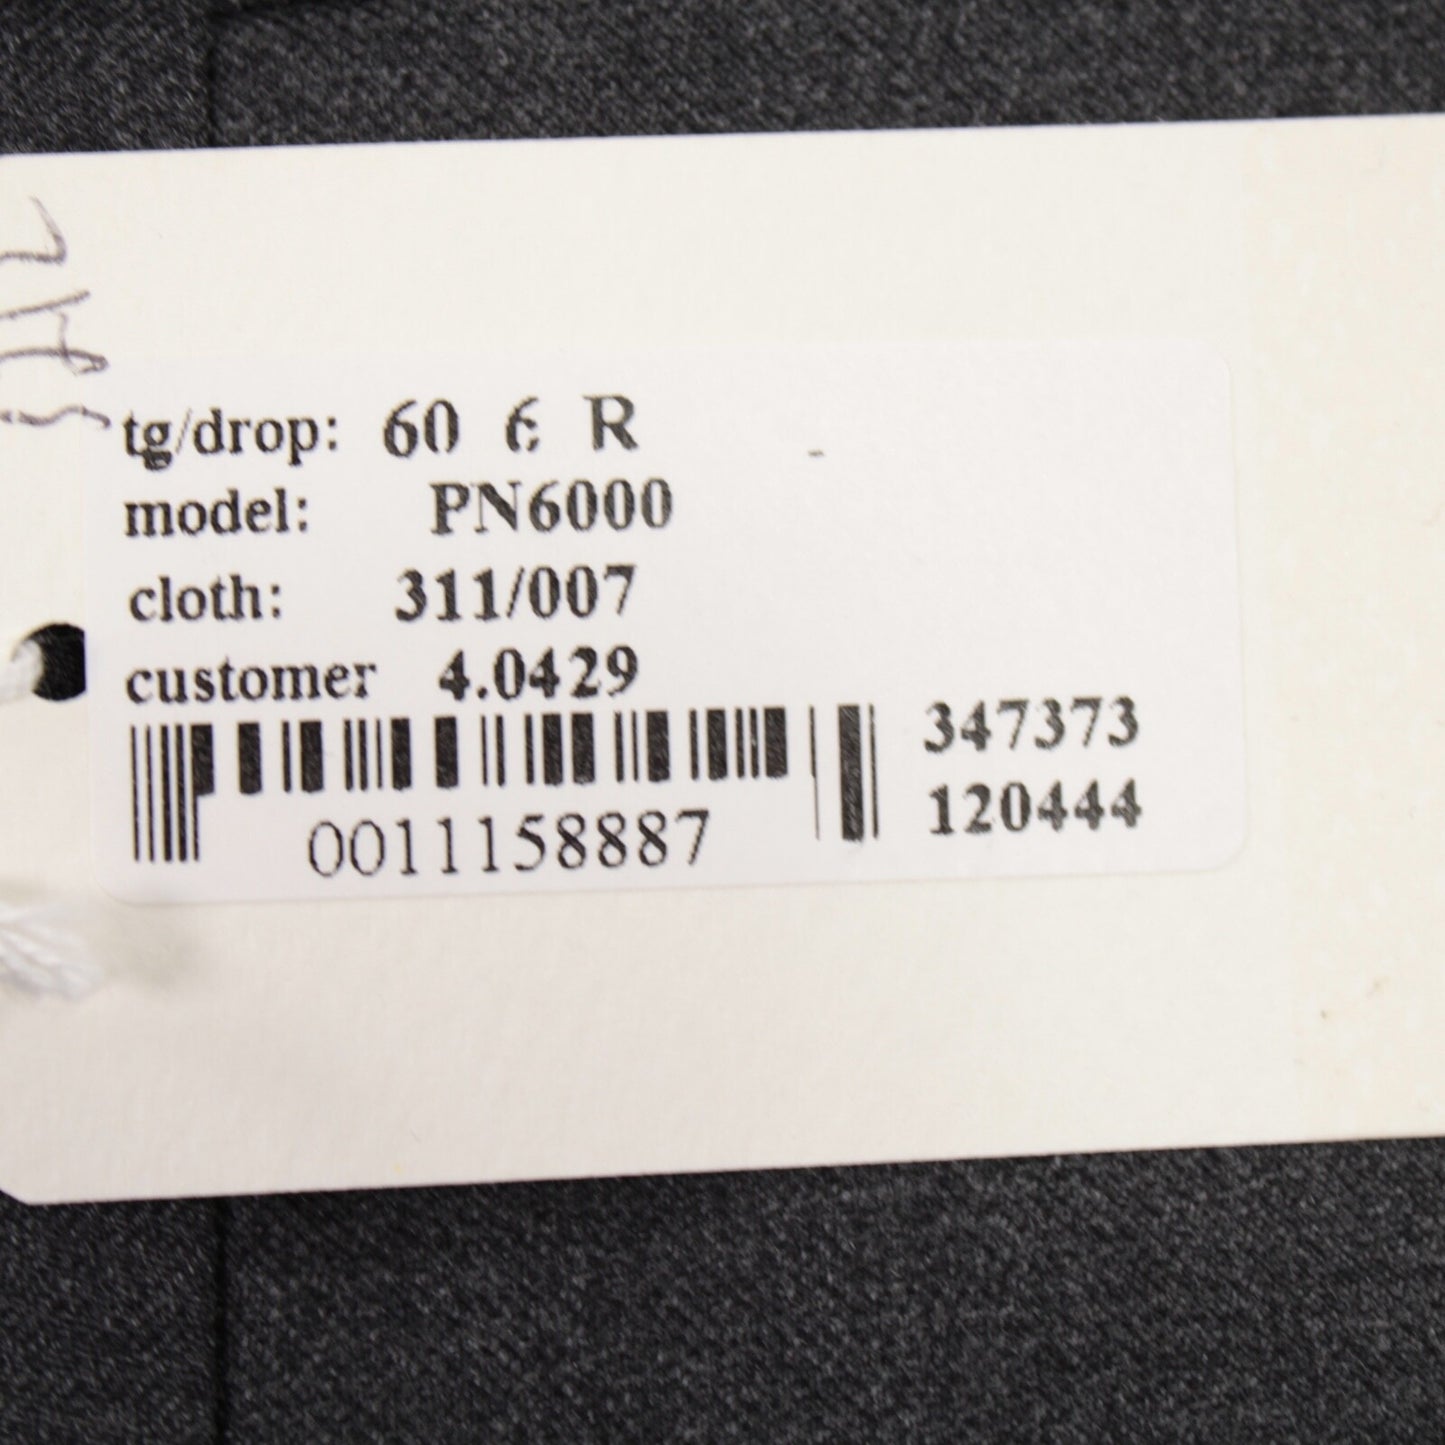 tg/drop: 60 6 R
model: PN6000
cloth: 311/007
customer 4.0429
347373
120444
0011158887